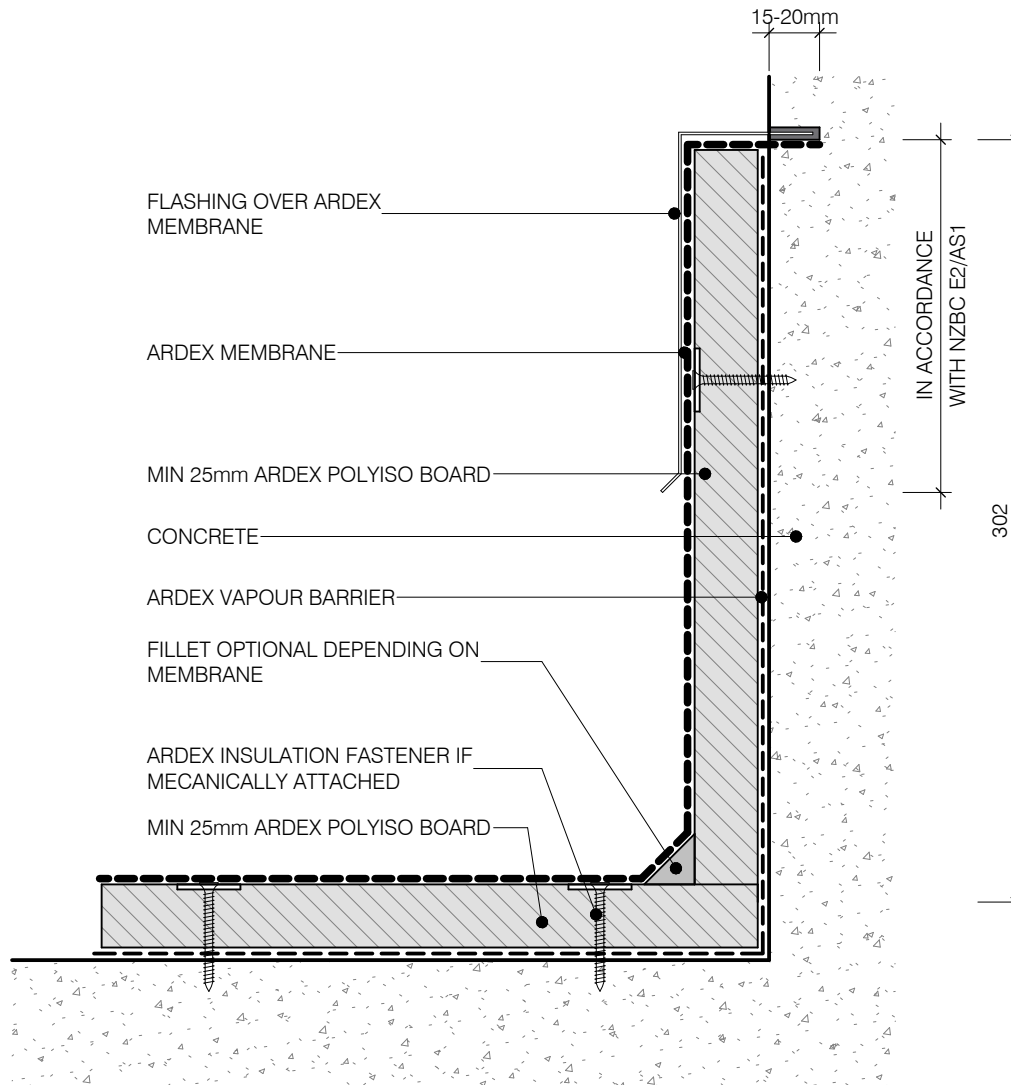 15-20mm
FLASHING OVER ARDEX
MEMBRANE
IN ACCORDANCE
WITH NZBC E2/AS1
ARDEX MEMBRANE
MIN 25mm ARDEX POLYISO BOARD
302
CONCRETE
ARDEX VAPOUR BARRIER
FILLET OPTIONAL DEPENDING ON
MEMBRANE
ARDEX INSULATION FASTENER IF
MECANICALLY ATTACHED
MIN 25mm ARDEX POLYISO BOARD